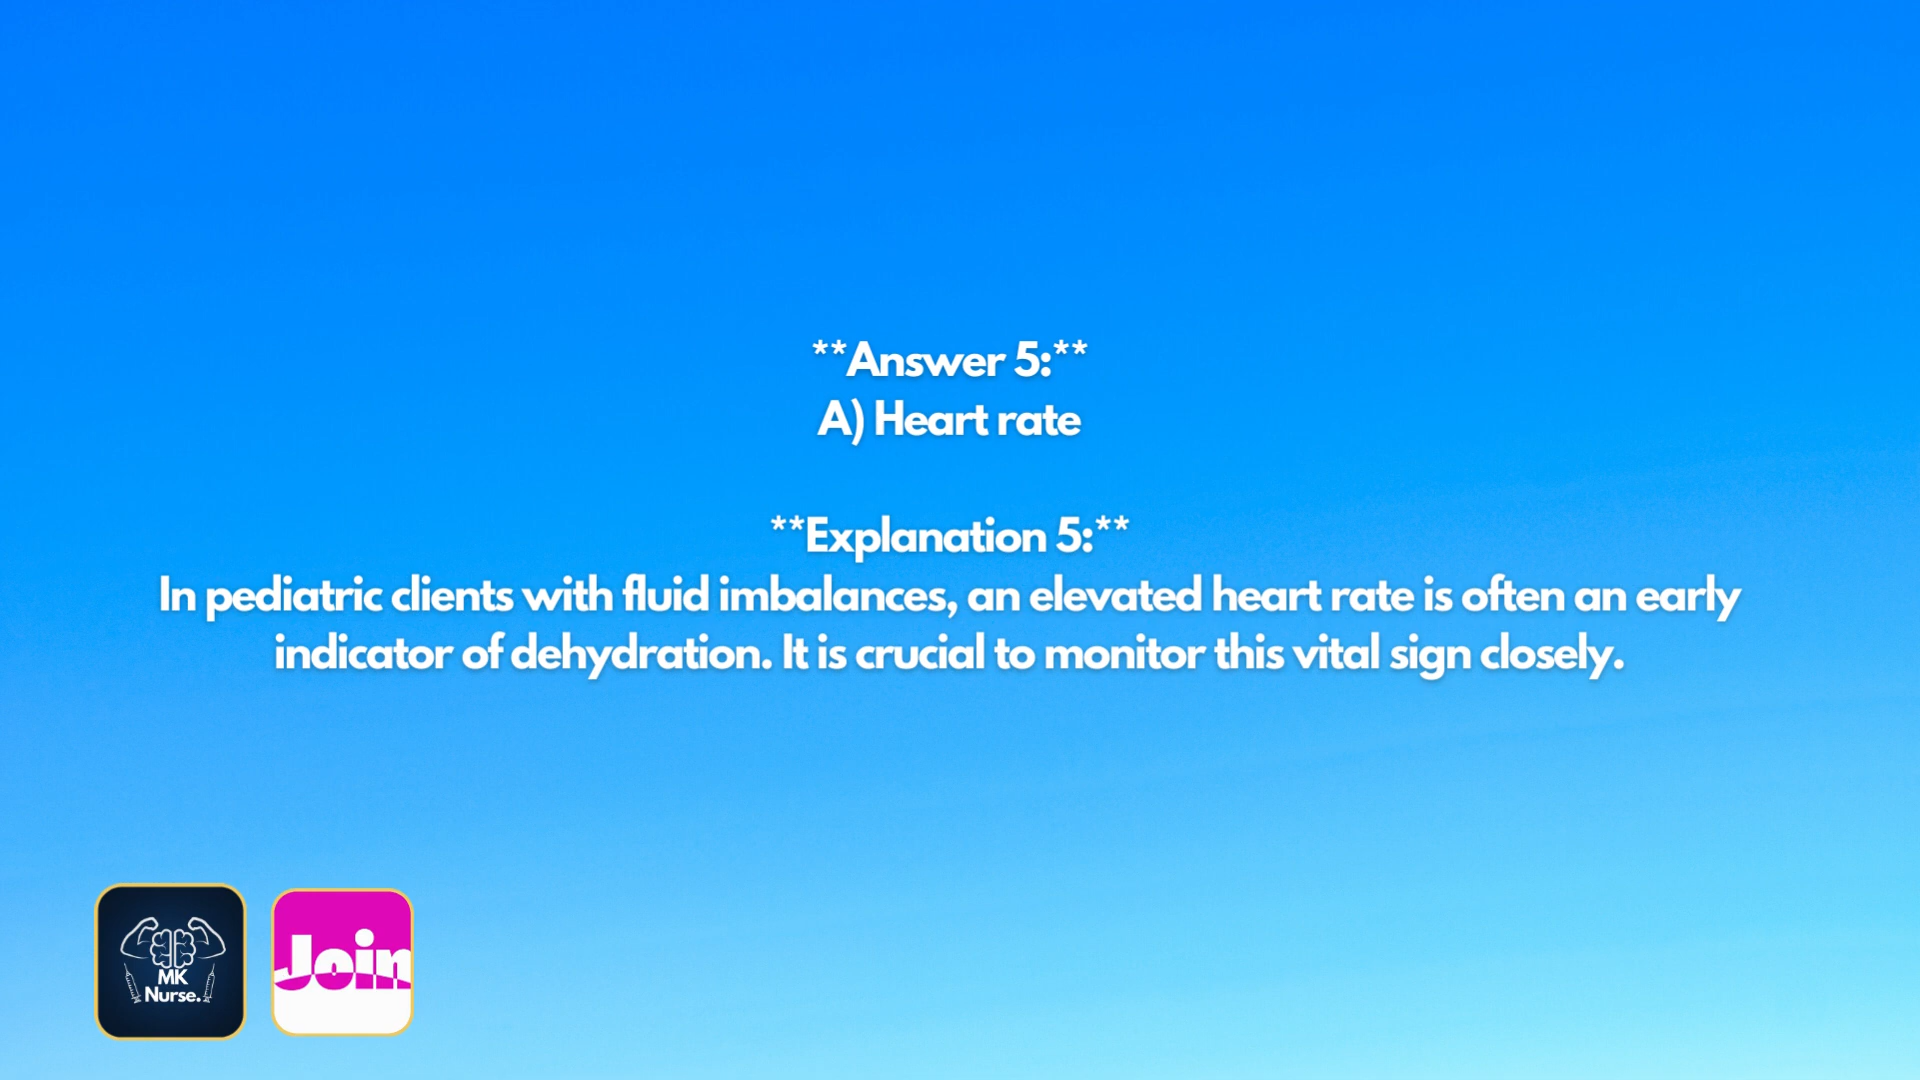 **Answer 5:**
A) Heart rate
**Explanation 5:**
In pediatric clients with fluid imbalances, an elevated heart rate is often an early
indicator of dehydration. It is crucial to monitor this vital sign closely.
MK
Nurse.
Join